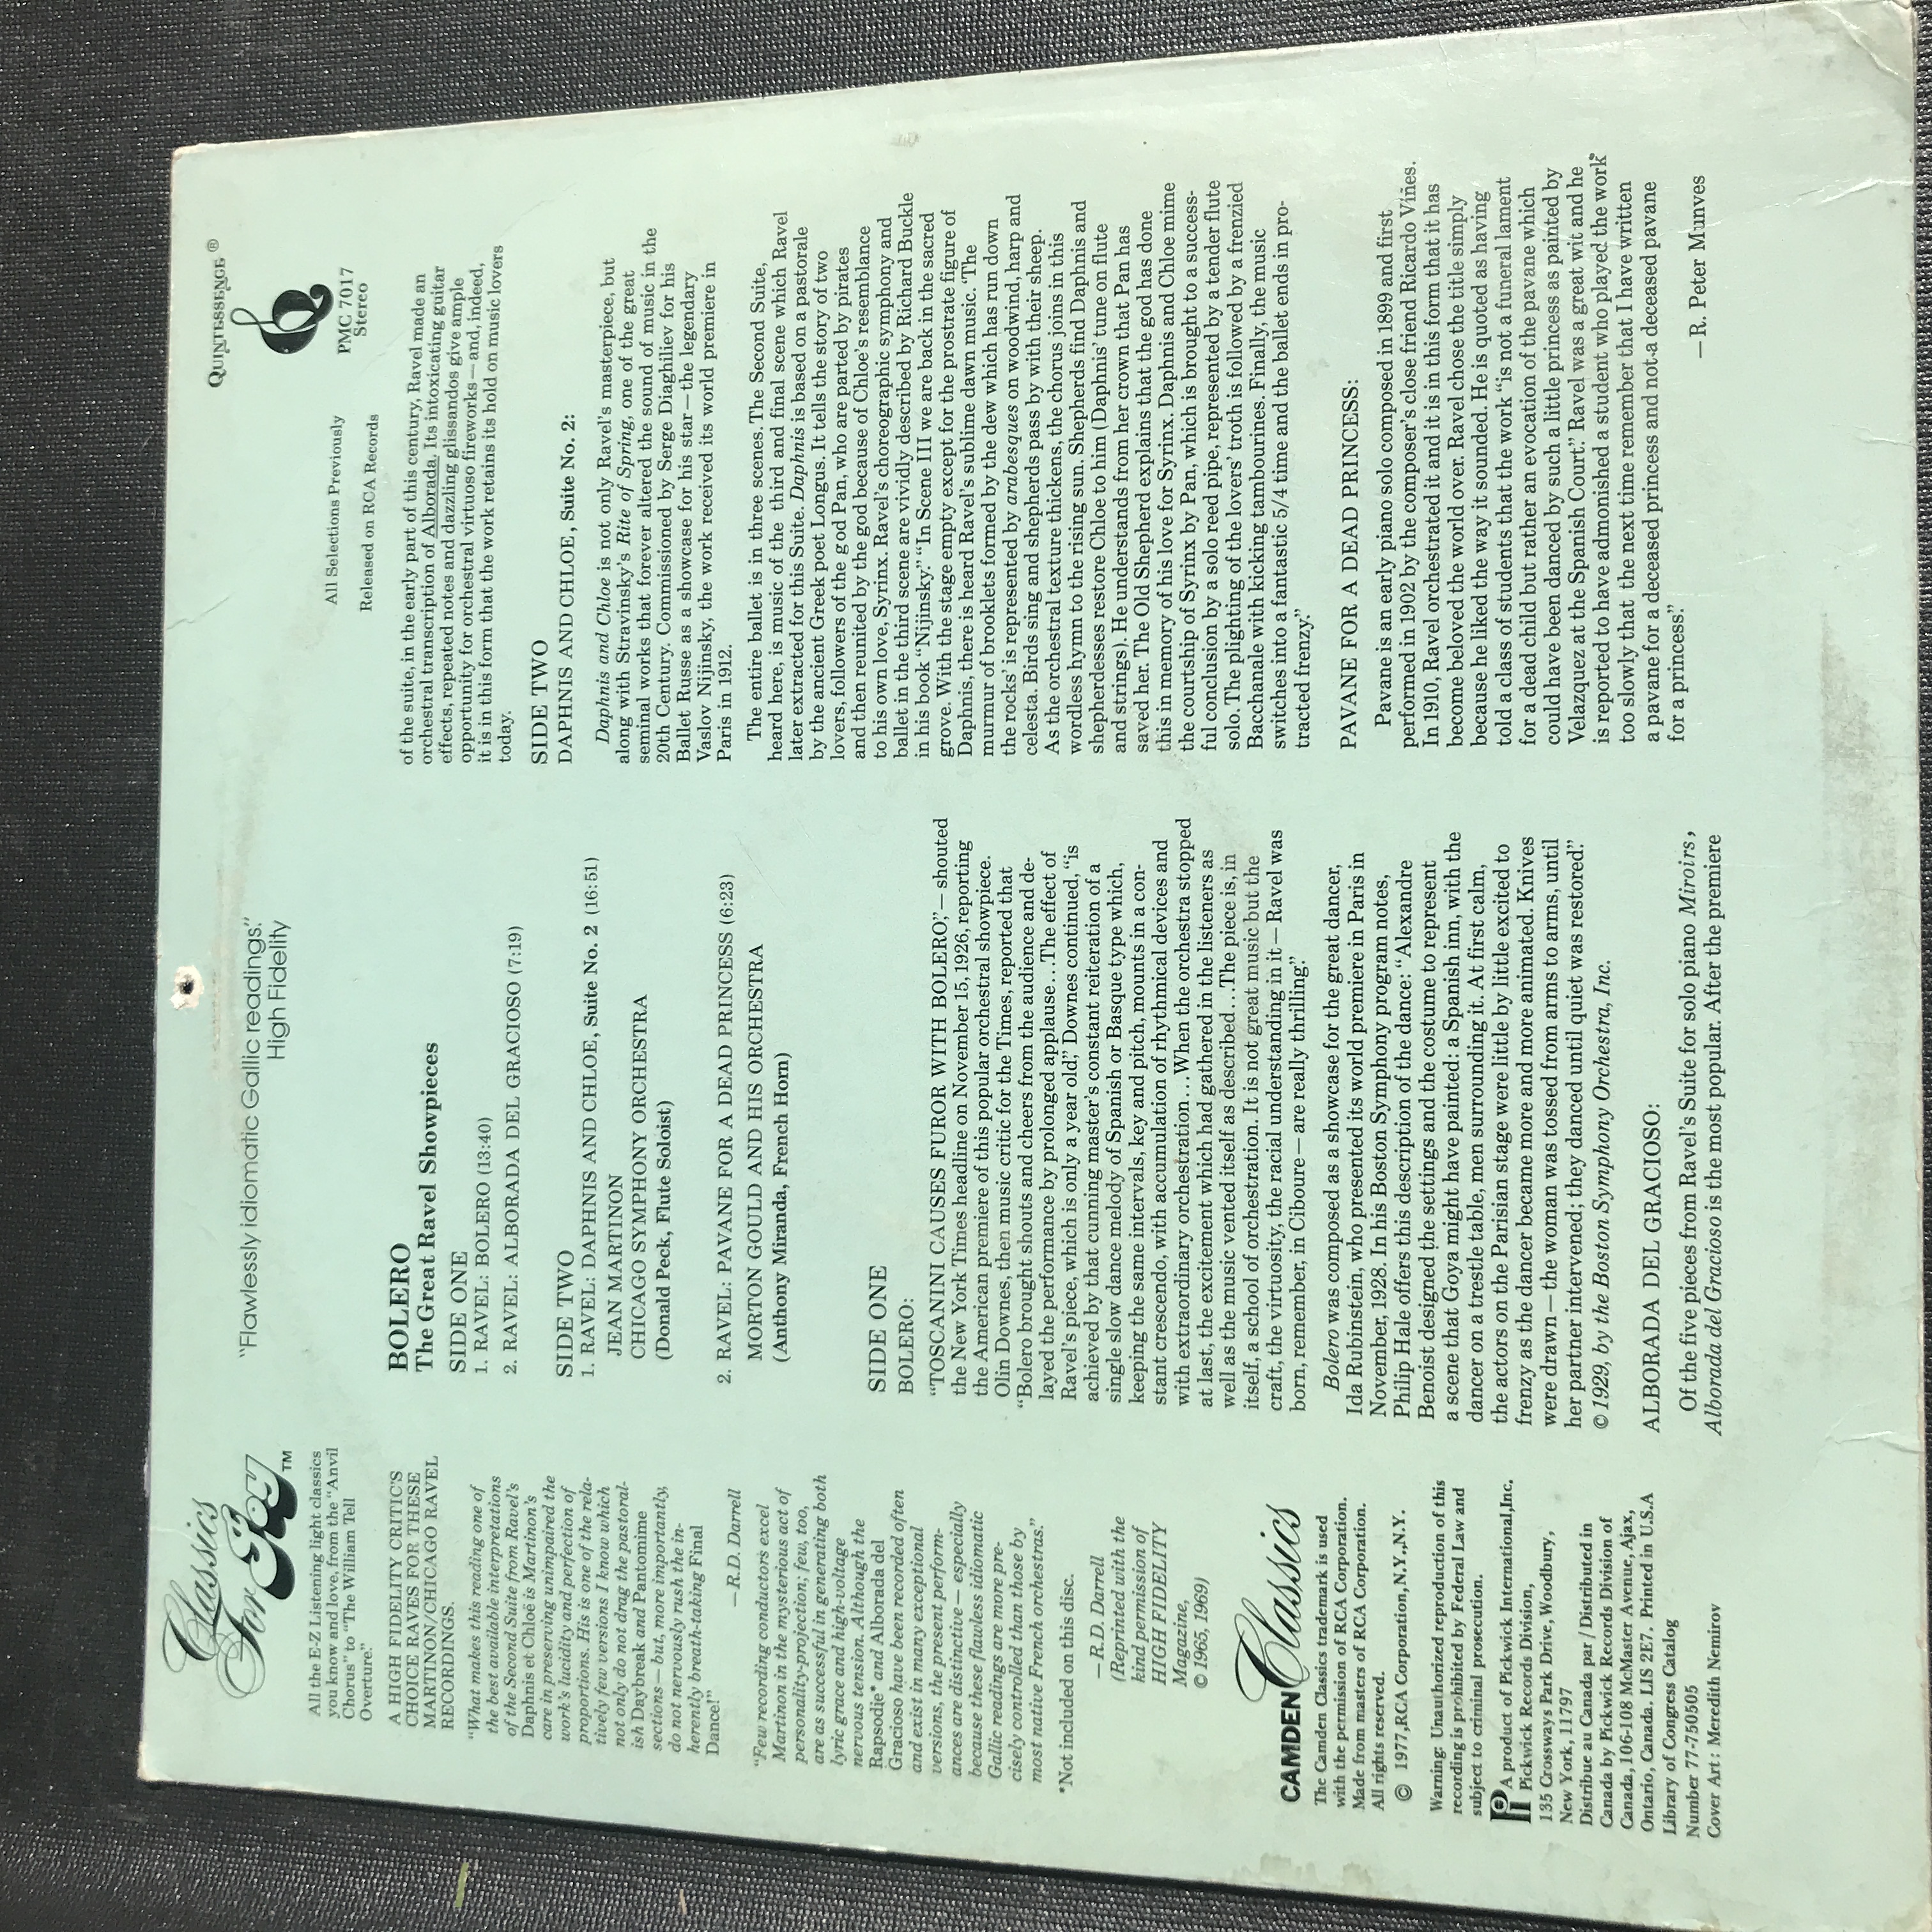 Classics
For Joy TM
All the E-Z Listening light classics
you know and love, from the “Anvil
Chorus” to “The William Tell
Overture.”
A HIGH FIDELITY CRITIC'S
CHOICE RAVES FOR THESE
MARTINON/CHICAGO RAVEL
RECORDINGS.
“What makes this reading one of
the best available interpretations
of the Second Suite from Ravel's
Daphnis et Chloë is Martinon's
care in preserving unimpaired the
work's lucidity and perfection of
proportions. His is one of the rela-
tively few versions I know which
not only do not drag the pastoral-
ish Daybreak and Pantomime
sections — but, more importantly,
do not nervously rush the in-
herently breath-taking Final
Dance!”
— R.D. Darrell
“Few recording conductors excel
Martinon in the mysterious act of
personality-projection; few, too,
are as successful in generating both
lyric grace and high-voltage
nervous tension. Although the
Rapsodie* and Alborada del
Gracioso have been recorded often
and exist in many exceptional
versions, the present perform-
ances are distinctive — especially
because these flawless idiomatic
Gallic readings are more pre-
cisely controlled than those by
most native French orchestras.”
*Not included on this disc.
— R.D. Darrell
(Reprinted with the
kind permission of
HIGH FIDELITY
Magazine,
© 1965, 1969)
CAMDEN Classics
The Camden Classics trademark is used
with the permission of RCA Corporation.
Made from masters of RCA Corporation.
All rights reserved.
© 1977,RCA Corporation,N.Y.,N.Y.
Warning: Unauthorized reproduction of this
recording is prohibited by Federal Law and
subject to criminal prosecution.
Pi A product of Pickwick International,Inc.
Pickwick Records Division,
135 Crossways Park Drive, Woodbury,
New York, 11797
Distribue au Canada par / Distributed in
Canada by Pickwick Records Division of
Canada, 106-108 McMaster Avenue, Ajax,
Ontario, Canada. LIS 2E7. Printed in U.S.A
Library of Congress Catalog
Number 77-750505
Cover Art: Meredith Nemirov
“Flawlessly idiomatic Gallic readings.”
High Fidelity
BOLERO
The Great Ravel Showpieces
SIDE ONE
1. RAVEL: BOLERO (13:40)
2. RAVEL: ALBORADA DEL GRACIOSO (7:19)
SIDE TWO
1. RAVEL: DAPHNIS AND CHLOE, Suite No. 2 (16:51)
JEAN MARTINON
CHICAGO SYMPHONY ORCHESTRA
(Donald Peck, Flute Soloist)
2. RAVEL: PAVANE FOR A DEAD PRINCESS (6:23)
MORTON GOULD AND HIS ORCHESTRA
(Anthony Miranda, French Horn)
SIDE ONE
BOLERO:
“TOSCANINI CAUSES FUROR WITH BOLERO,” — shouted
the New York Times headline on November 15, 1926, reporting
the American premiere of this popular orchestral showpiece.
Olin Downes, then music critic for the Times, reported that
“Bolero brought shouts and cheers from the audience and de-
layed the performance by prolonged applause...The effect of
Ravel's piece, which is only a year old,” Downes continued, “is
achieved by that cunning master's constant reiteration of a
single slow dance melody of Spanish or Basque type which,
keeping the same intervals, key and pitch, mounts in a con-
stant crescendo, with accumulation of rhythmical devices and
with extraordinary orchestration...When the orchestra stopped
at last, the excitement which had gathered in the listeners as
well as the music vented itself as described...The piece is, in
itself, a school of orchestration. It is not great music but the
craft, the virtuosity, the racial understanding in it — Ravel was
born, remember, in Ciboure — are really thrilling.”
Bolero was composed as a showcase for the great dancer,
Ida Rubinstein, who presented its world premiere in Paris in
November, 1928. In his Boston Symphony program notes,
Philip Hale offers this description of the dance: “Alexandre
Benoist designed the settings and the costume to represent
a scene that Goya might have painted: a Spanish inn, with the
dancer on a trestle table, men surrounding it. At first calm,
the actors on the Parisian stage were little by little excited to
frenzy as the dancer became more and more animated. Knives
were drawn — the woman was tossed from arms to arms, until
her partner intervened; they danced until quiet was restored.”
© 1929, by the Boston Symphony Orchestra, Inc.
ALBORADA DEL GRACIOSO:
Of the five pieces from Ravel's Suite for solo piano Miroirs,
Alborada del Gracioso is the most popular. After the premiere
QUINTESSENCE ®
Q
PMC 7017
Stereo
All Selections Previously
Released on RCA Records
of the suite, in the early part of this century, Ravel made an
orchestral transcription of Alborada. Its intoxicating guitar
effects, repeated notes and dazzling glissandos give ample
opportunity for orchestral virtuoso fireworks — and, indeed,
it is in this form that the work retains its hold on music lovers
today.
SIDE TWO
DAPHNIS AND CHLOE, Suite No. 2:
Daphnis and Chloe is not only Ravel's masterpiece, but
along with Stravinsky's Rite of Spring, one of the great
seminal works that forever altered the sound of music in the
20th Century. Commissioned by Serge Diaghiliev for his
Ballet Russe as a showcase for his star — the legendary
Vaslov Nijinsky, the work received its world premiere in
Paris in 1912.
The entire ballet is in three scenes. The Second Suite,
heard here, is music of the third and final scene which Ravel
later extracted for this Suite. Daphnis is based on a pastorale
by the ancient Greek poet Longus. It tells the story of two
lovers, followers of the god Pan, who are parted by pirates
and then reunited by the god because of Chloe's resemblance
to his own love, Syrinx. Ravel's choreographic symphony and
ballet in the third scene are vividly described by Richard Buckle
in his book “Nijinsky.” “In Scene III we are back in the sacred
grove. With the stage empty except for the prostrate figure of
Daphnis, there is heard Ravel's sublime dawn music. ‘The
murmur of brooklets formed by the dew which has run down
the rocks’ is represented by arabesques on woodwind, harp and
celesta. Birds sing and shepherds pass by with their sheep.
As the orchestral texture thickens, the chorus joins in this
wordless hymn to the rising sun. Shepherds find Daphnis and
shepherdesses restore Chloe to him (Daphnis' tune on flute
and strings). He understands from her crown that Pan has
saved her. The Old Shepherd explains that the god has done
this in memory of his love for Syrinx. Daphnis and Chloe mime
the courtship of Syrinx by Pan, which is brought to a success-
ful conclusion by a solo reed pipe, represented by a tender flute
solo. The plighting of the lovers' troth is followed by a frenzied
Bacchanale with kicking tambourines. Finally, the music
switches into a fantastic 5/4 time and the ballet ends in pro-
tracted frenzy.”
PAVANE FOR A DEAD PRINCESS:
Pavane is an early piano solo composed in 1899 and first
performed in 1902 by the composer's close friend Ricardo Viñes.
In 1910, Ravel orchestrated it and it is in this form that it has
become beloved the world over. Ravel chose the title simply
because he liked the way it sounded. He is quoted as having
told a class of students that the work “is not a funeral lament
for a dead child but rather an evocation of the pavane which
could have been danced by such a little princess as painted by
Velazquez at the Spanish Court.” Ravel was a great wit and he
is reported to have admonished a student who played the work
too slowly that the next time remember that I have written
a pavane for a deceased princess and not a deceased pavane
for a princess.”
— R. Peter Munves